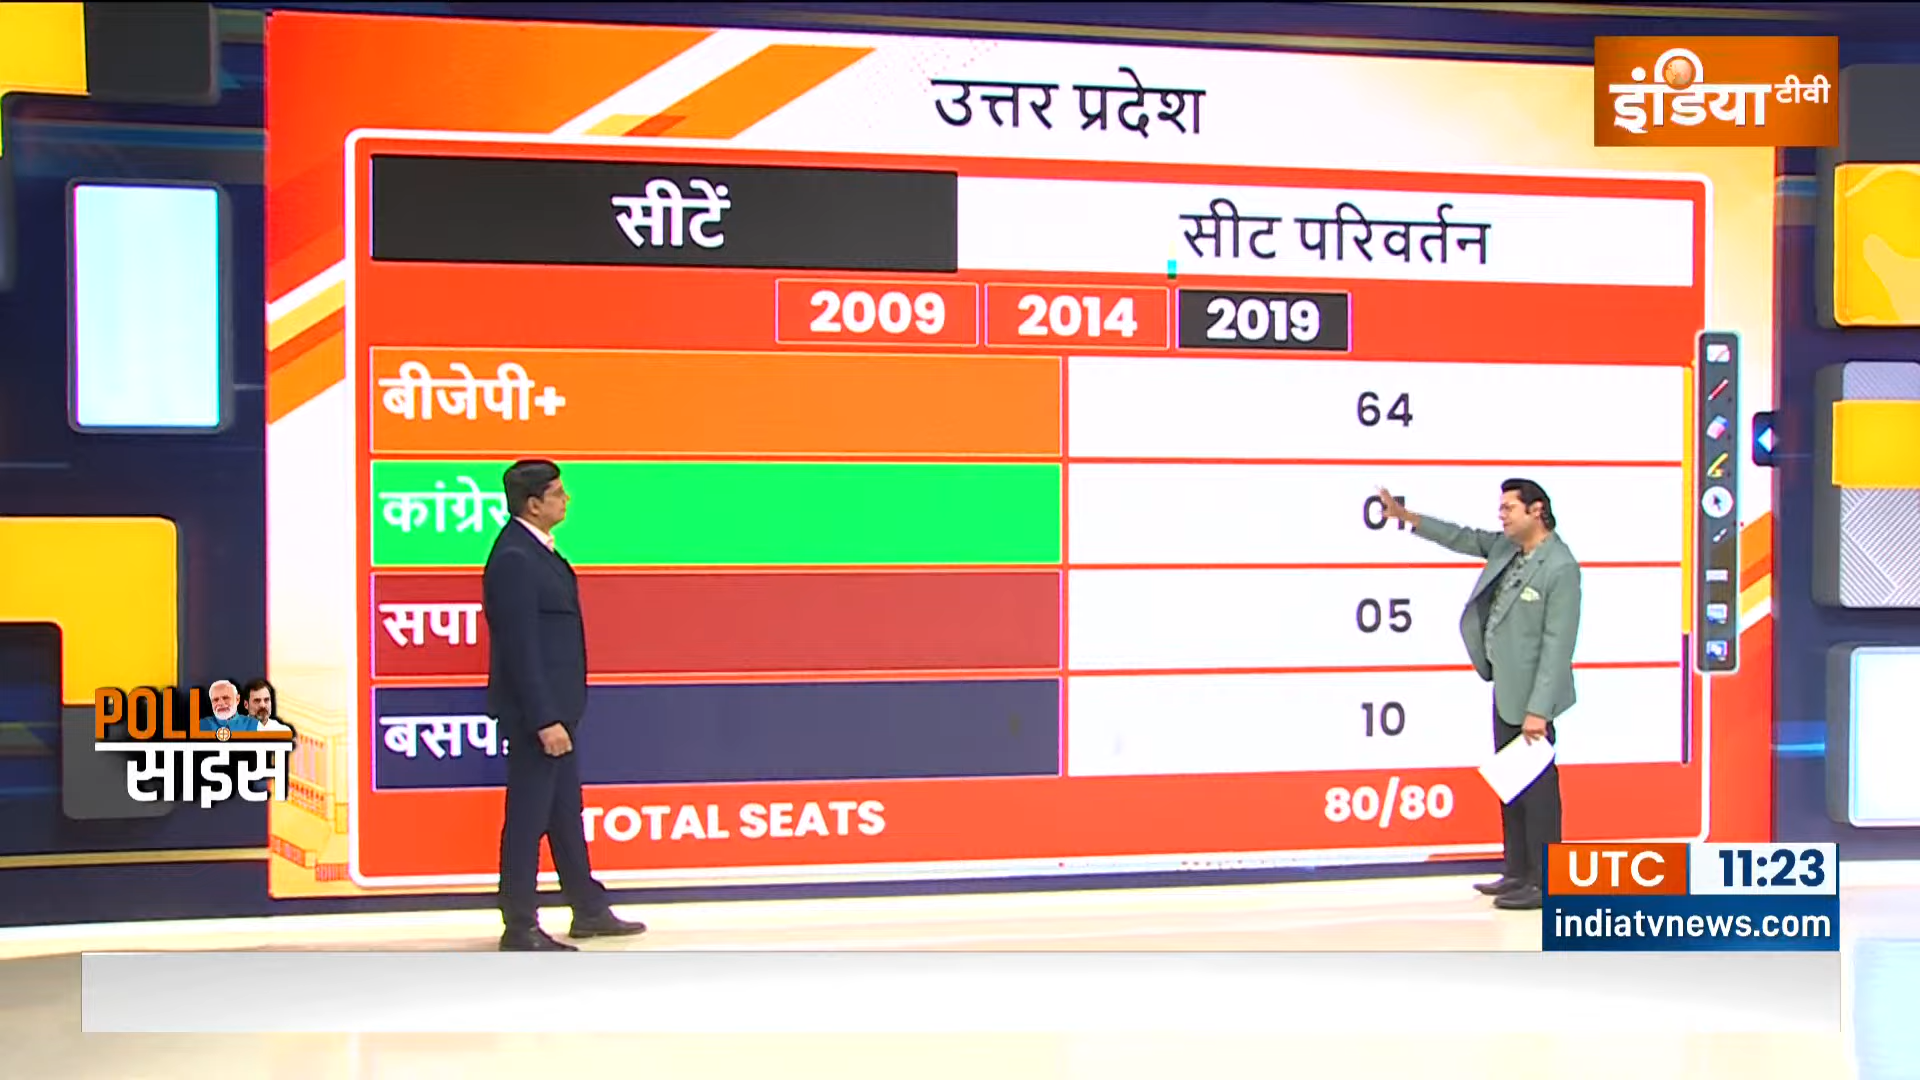 उत्तर प्रदेश
इंडिया टीवी
सीटें
सीट परिवर्तन
2009 2014 2019
बीजेपी+ 64
01
सपा 05
10
TOTAL SEATS 80/80
POLL
साइंस
UTC 11:23
indiatvnews.com